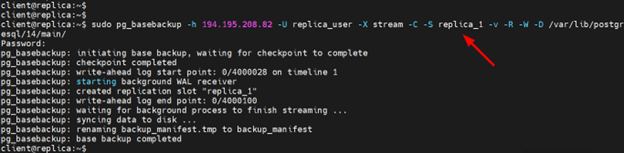 client@replica:~$
client@replica:~$ sudo pg_basebackup -h 194.195.208.82 -U replica_user -X stream -C -S replica_1 -v -R -W -D /var/lib/postgr
esql/14/main/
Password:
pg_basebackup: initiating base backup, waiting for checkpoint to complete
pg_basebackup: checkpoint completed
pg_basebackup: write-ahead log start point: 0/4000028 on timeline 1
pg_basebackup: starting background WAL receiver
pg_basebackup: created replication slot "replica_1"
pg_basebackup: write-ahead log end point: 0/4000100
pg_basebackup: waiting for background process to finish streaming ...
pg_basebackup: syncing data to disk ...
pg_basebackup: renaming backup_manifest.tmp to backup_manifest
pg_basebackup: base backup completed
client@replica:~$